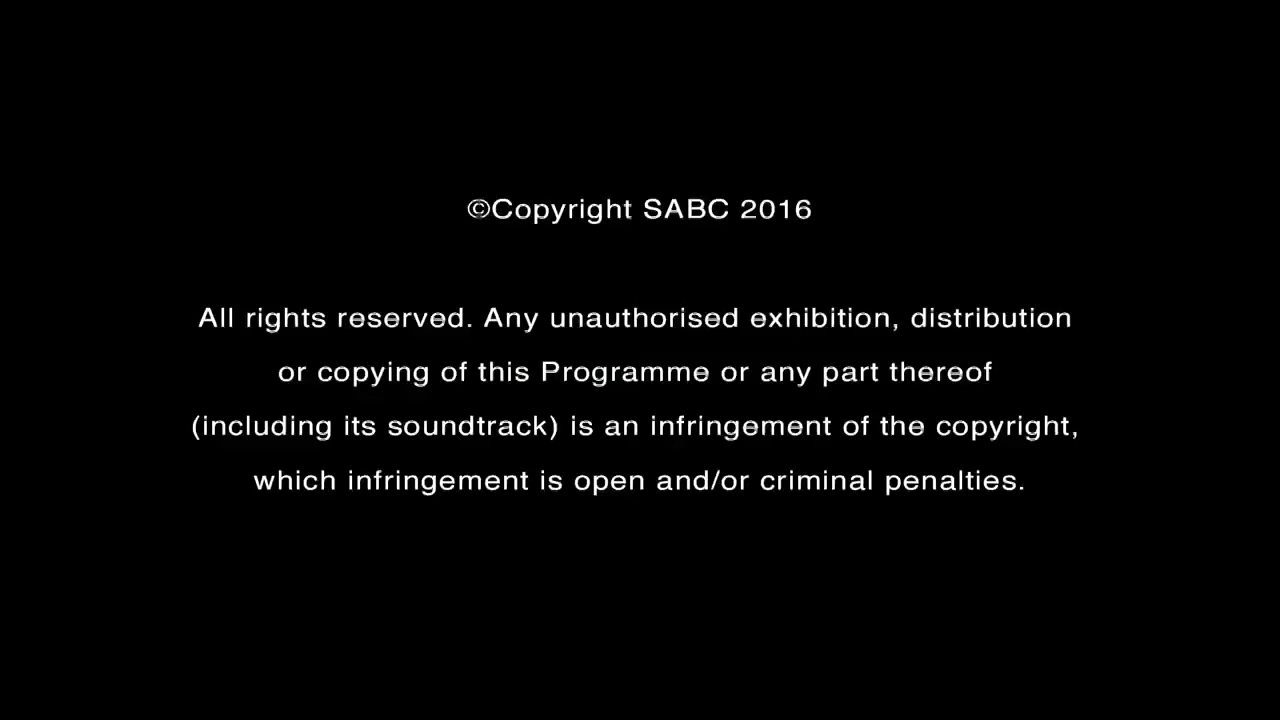 ©Copyright SABC 2016
All rights reserved. Any unauthorised exhibition, distribution
or copying of this Programme or any part thereof
(including its soundtrack) is an infringement of the copyright,
which infringement is open and/or criminal penalties.